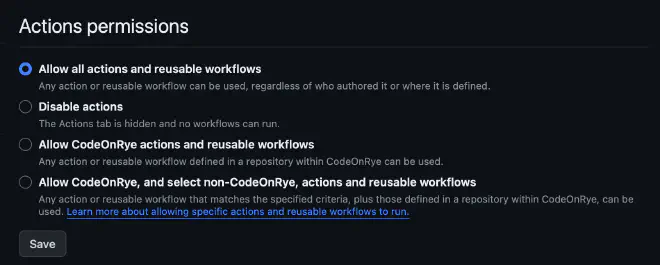 Actions permissions
Allow all actions and reusable workflows
Any action or reusable workflow can be used, regardless of who authored it or where it is defined.
Disable actions
The Actions tab is hidden and no workflows can run.
Allow CodeOnRye actions and reusable workflows
Any action or reusable workflow defined in a repository within CodeOnRye can be used.
Allow CodeOnRye, and select non-CodeOnRye, actions and reusable workflows
Any action or reusable workflow that matches the specified criteria, plus those defined in a repository within CodeOnRye, can be
used. Learn more about allowing specific actions and reusable workflows to run.
Save